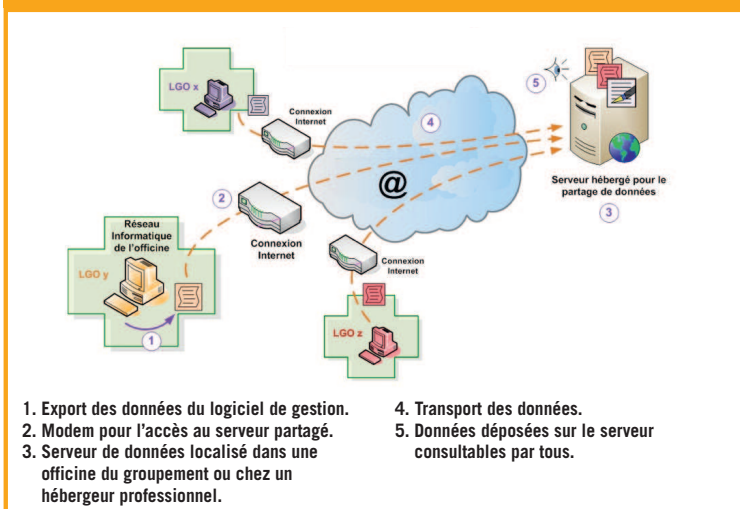 LGO x
Connexion
Internet
4
5
@
Serveur hébergé pour le
partage de données
3
2
Connexion
Internet
Réseau
Informatique
de l'officine
LGO y
1
Connexion
Internet
LGO z
1. Export des données du logiciel de gestion.
2. Modem pour l'accès au serveur partagé.
3. Serveur de données localisé dans une
officine du groupement ou chez un
hébergeur professionnel.
4. Transport des données.
5. Données déposées sur le serveur
consultables par tous.